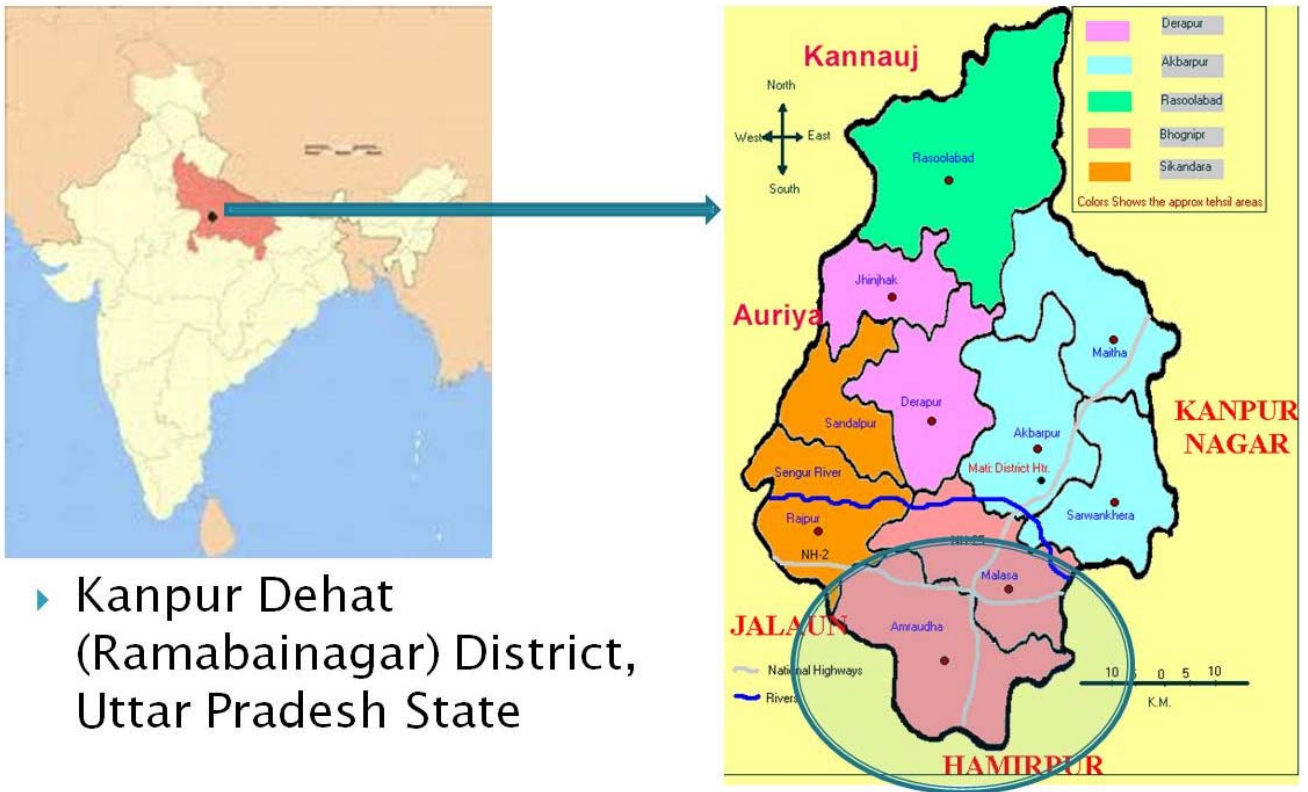 Kanpur Dehat
(Ramabainagar) District,
Uttar Pradesh State
Kannauj
North
West
East
South
Derapur
Akbarpur
Rasoolabad
Bhognipr
Sikandara
Colors Shows the approx tehsil areas
Rasoolabad
Jhinjhak
Auriya
Maitha
Derapur
Sandalpur
Akbarpur
KANPUR
NAGAR
Mati: District Htr.
Sengur River
Sarwankhera
Rajpur
NH-25
NH-2
Malasa
JALAUN
Amraudha
National Highways
Rivers
10 5 0 5 10
K.M.
HAMIRPUR